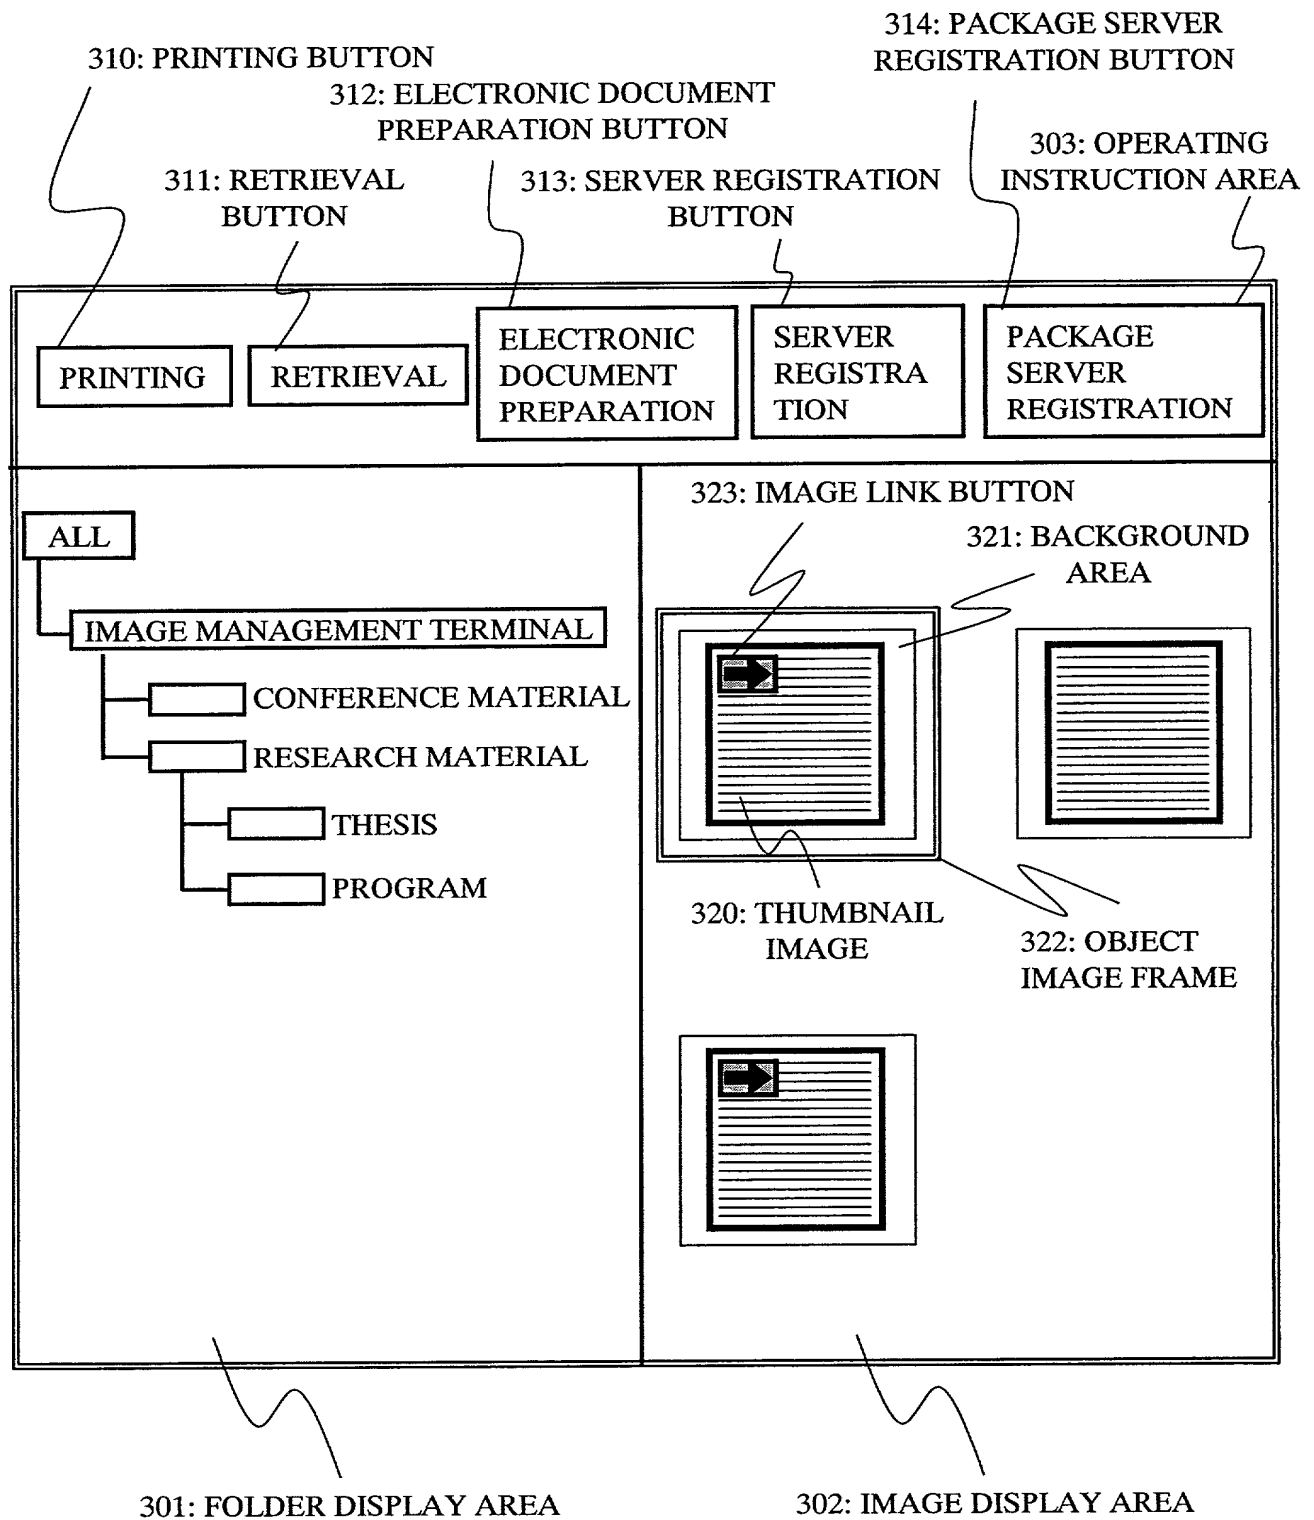 314: PACKAGE SERVER
REGISTRATION BUTTON
310: PRINTING BUTTON
312: ELECTRONIC DOCUMENT
PREPARATION BUTTON
303: OPERATING
INSTRUCTION AREA
311: RETRIEVAL
BUTTON
313: SERVER REGISTRATION
BUTTON
PRINTING
RETRIEVAL
ELECTRONIC
DOCUMENT
PREPARATION
SERVER
REGISTRA
TION
PACKAGE
SERVER
REGISTRATION
ALL
IMAGE MANAGEMENT TERMINAL
CONFERENCE MATERIAL
RESEARCH MATERIAL
THESIS
PROGRAM
323: IMAGE LINK BUTTON
321: BACKGROUND
AREA
320: THUMBNAIL
IMAGE
322: OBJECT
IMAGE FRAME
301: FOLDER DISPLAY AREA
302: IMAGE DISPLAY AREA